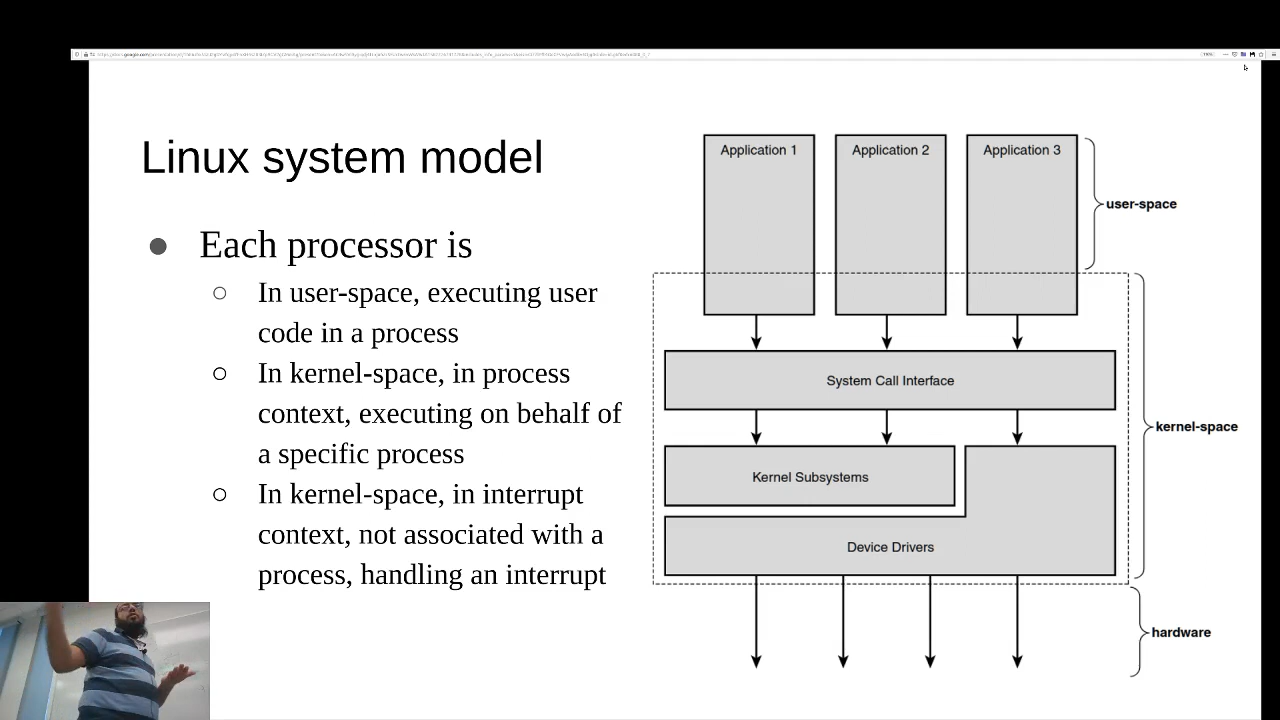 Linux system model
● Each processor is
○ In user-space, executing user
code in a process
○ In kernel-space, in process
context, executing on behalf of
a specific process
○ In kernel-space, in interrupt
context, not associated with a
process, handling an interrupt
Application 1
Application 2
Application 3
user-space
System Call Interface
kernel-space
Kernel Subsystems
Device Drivers
hardware